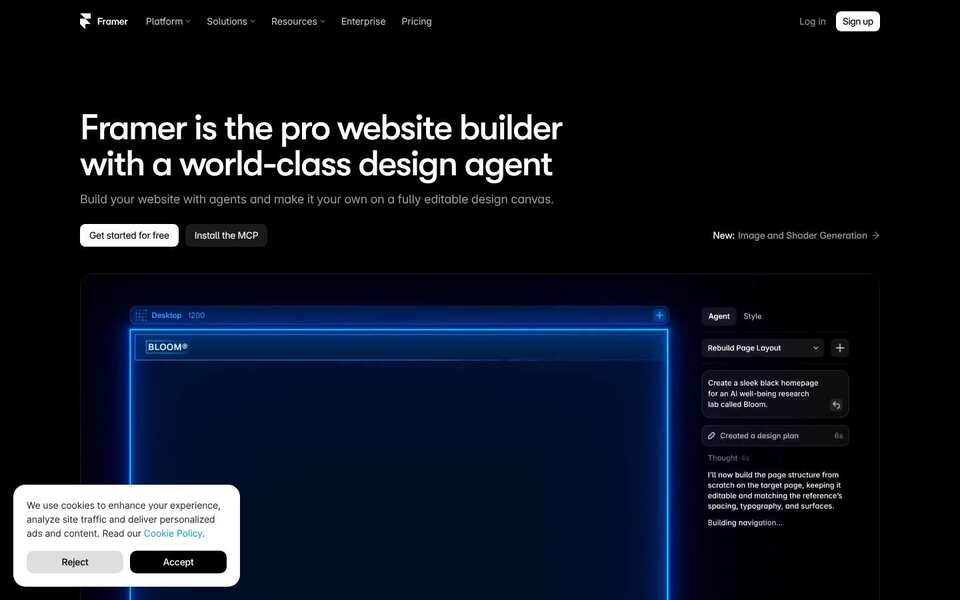 Framer
Platform
Solutions
Resources
Enterprise
Pricing
Log in
Sign up
Framer is the pro website builder
with a world-class design agent
Build your website with agents and make it your own on a fully editable design canvas.
Get started for free
Install the MCP
New: Image and Shader Generation →
Desktop 1200
BLOOM®
Agent
Style
Rebuild Page Layout
Create a sleek black homepage
for an AI well-being research
lab called Bloom.
Created a design plan 6s
Thought 4s
I'll now build the page structure from
scratch on the target page, keeping it
editable and matching the reference's
spacing, typography, and surfaces.
Building navigation...
We use cookies to enhance your experience,
analyze site traffic and deliver personalized
ads and content. Read our Cookie Policy.
Reject
Accept